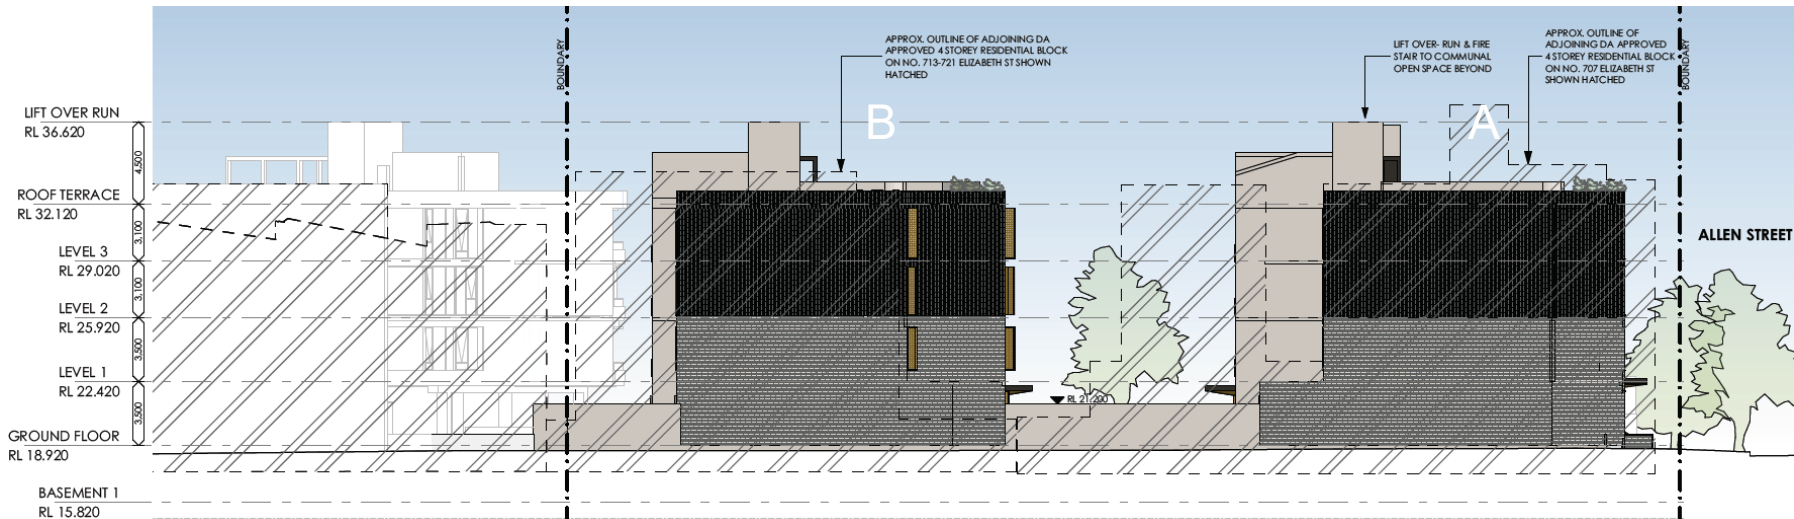 APPROX. OUTLINE OF ADJOINING DA
APPROVED 4 STOREY RESIDENTIAL BLOCK
ON NO. 713-721 ELIZABETH ST SHOWN
HATCHED
LIFT OVER- RUN & FIRE
STAIR TO COMMUNAL
OPEN SPACE BEYOND
APPROX. OUTLINE OF
ADJOINING DA APPROVED
4 STOREY RESIDENTIAL BLOCK
ON NO. 707 ELIZABETH ST
SHOWN HATCHED
BOUNDARY
BOUNDARY
B
A
LIFT OVER RUN
RL 36.620
4,500
ROOF TERRACE
RL 32.120
3,100
LEVEL 3
RL 29.020
3,100
LEVEL 2
RL 25.920
3,500
LEVEL 1
RL 22.420
3,500
GROUND FLOOR
RL 18.920
BASEMENT 1
RL 15.820
RL 21.200
ALLEN STREET